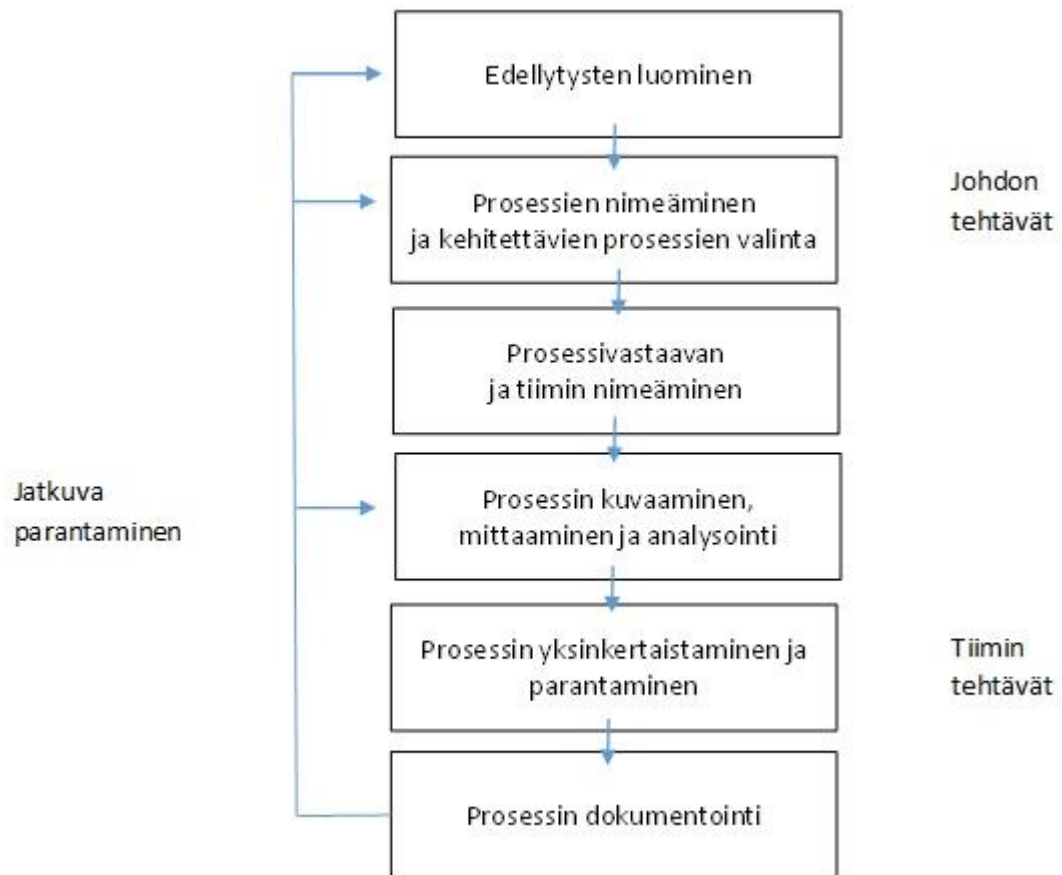 Edellytysten luominen
Prosessien nimeäminen
ja kehitettävien prosessien valinta
Johdon
tehtävät
Prosessivastaavan
ja tiimin nimeäminen
Jatkuva
parantaminen
Prosessin kuvaaminen,
mittaaminen ja analysointi
Prosessin yksinkertaistaminen ja
parantaminen
Tiimin
tehtävät
Prosessin dokumentointi